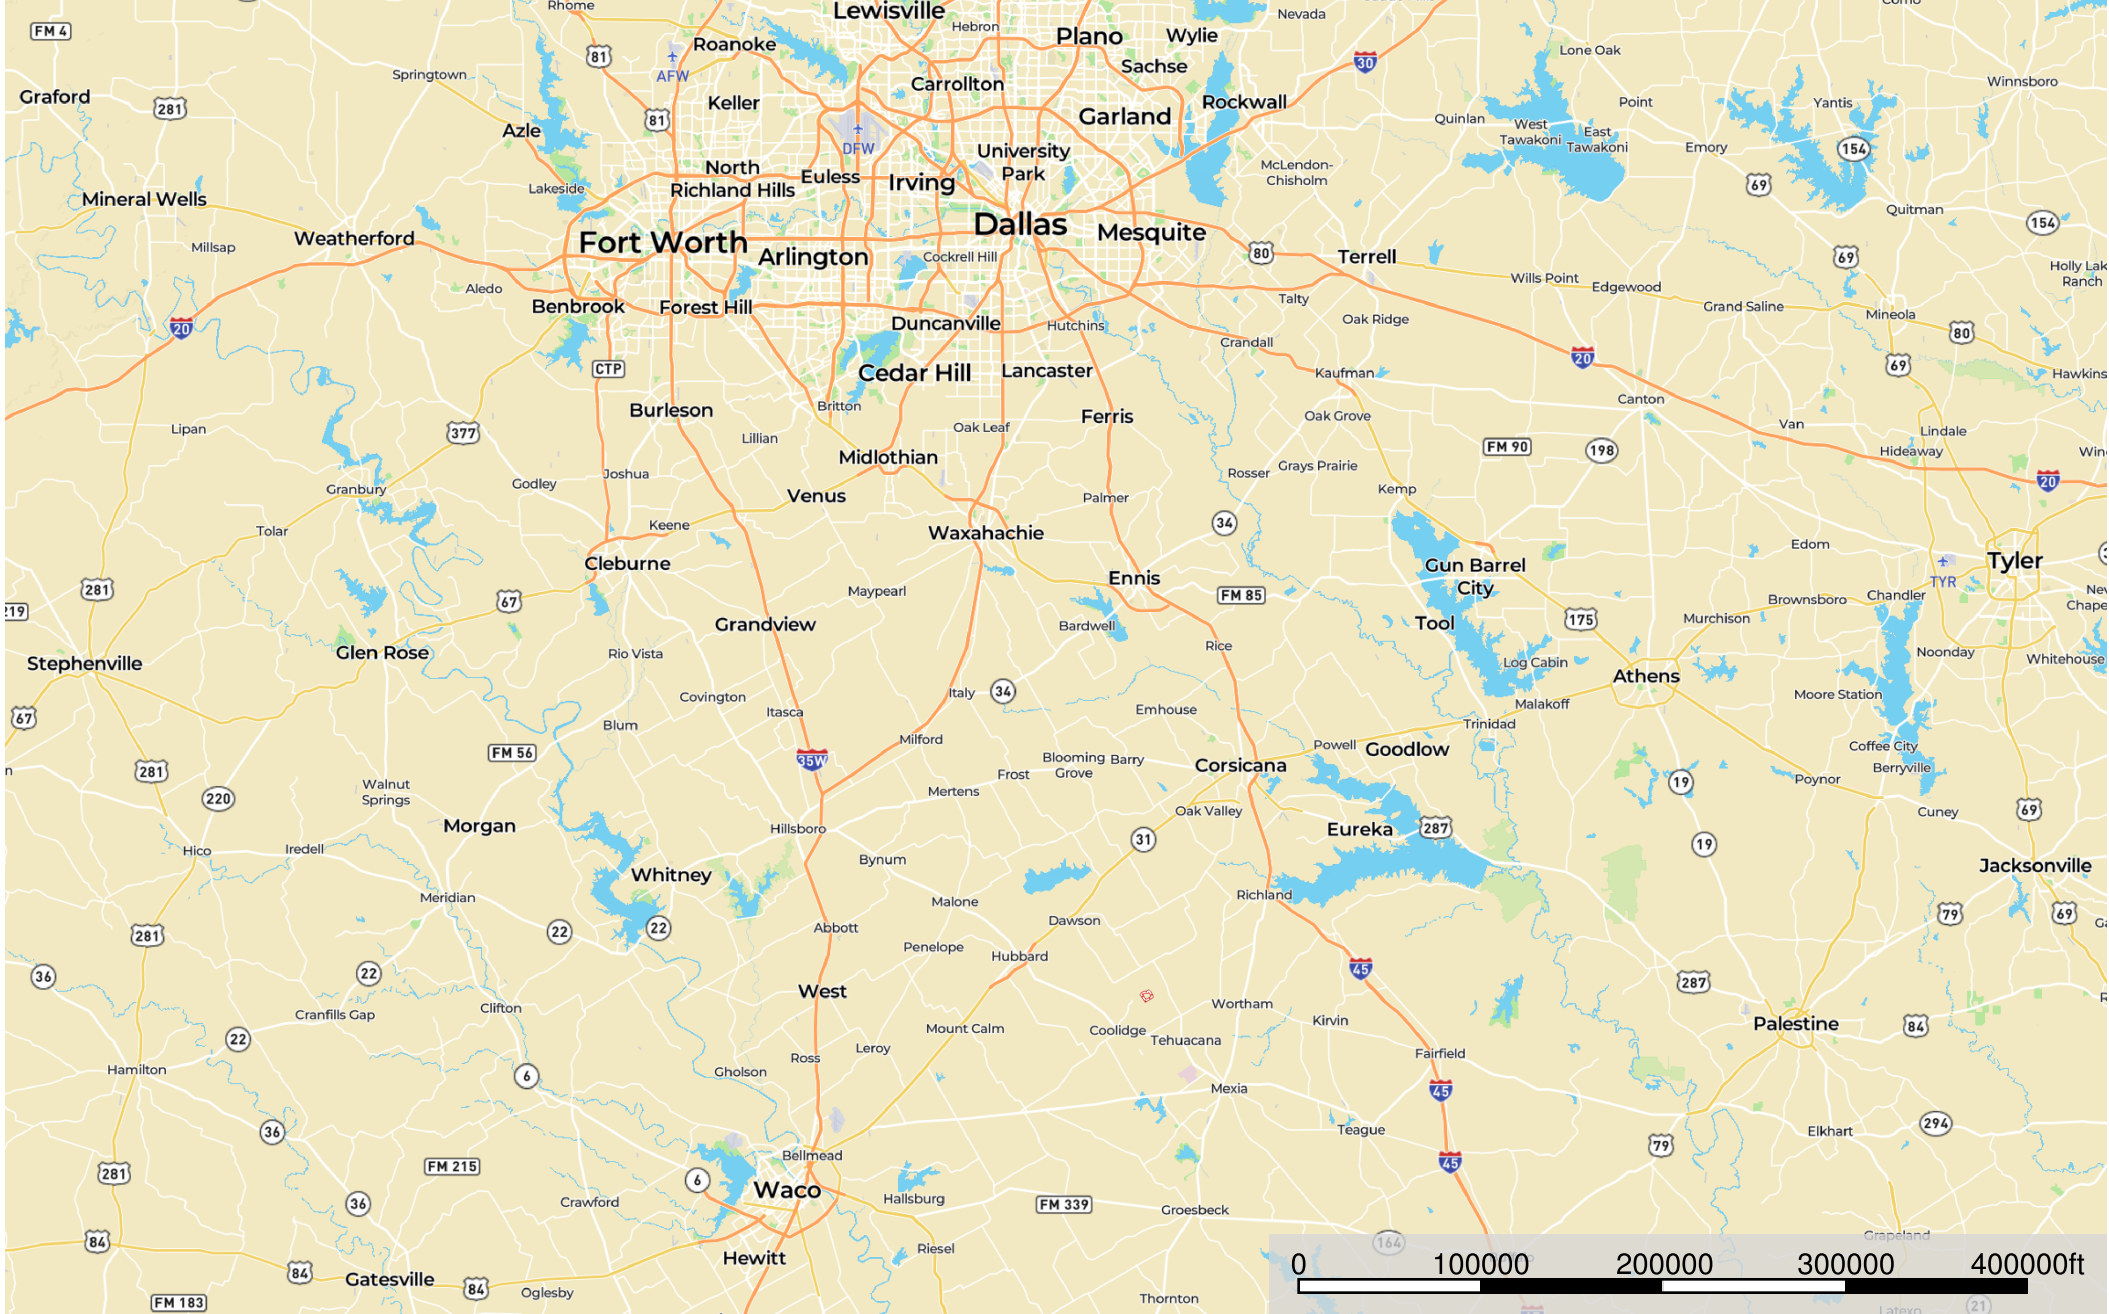 Rhome
Lewisville
Nevada
Hebron
FM 4
Roanoke
Plano
Wylie
81
Lone Oak
30
AFW
Springtown
Sachse
Winnsboro
Carrollton
Graford
281
Keller
Rockwall
Point
Yantis
Garland
81
Quinlan
West
Tawakoni
East
Tawakoni
Azle
DFW
University
Park
Emory
154
North
Richland Hills
Euless
Irving
McLendon-
Chisholm
Lakeside
69
Mineral Wells
Quitman
154
Dallas
Mesquite
Weatherford
Millsap
Fort Worth
Arlington
Cockrell Hill
80
Terrell
69
Wills Point
Edgewood
Aledo
Benbrook
Forest Hill
Talty
Grand Saline
Mineola
Duncanville
Hutchins
Oak Ridge
20
80
Crandall
20
CTP
Cedar Hill
Lancaster
Kaufman
69
Hawkins
Burleson
Britton
Ferris
Oak Grove
Canton
Lipan
377
Lillian
Oak Leaf
Van
Lindale
Midlothian
FM 90
198
Hideaway
Joshua
Godley
Rosser
Grays Prairie
20
Granbury
Venus
Palmer
Kemp
Tolar
Keene
Waxahachie
34
Edom
Cleburne
Gun Barrel
City
Tyler
TYR
281
67
Maypearl
Ennis
FM 85
Brownsboro
Chandler
Grandview
Bardwell
Tool
175
Murchison
Stephenville
Glen Rose
Rio Vista
Rice
Log Cabin
Athens
Noonday
Whitehouse
67
Covington
Italy
34
Moore Station
Itasca
Emhouse
Malakoff
Blum
Trinidad
FM 56
35W
Milford
Powell
Goodlow
Coffee City
281
Blooming
Grove
Barry
Corsicana
Berryville
Frost
Poynor
220
Walnut
Springs
Mertens
19
Oak Valley
Cuney
69
Morgan
Hillsboro
31
Eureka
287
19
Hico
Iredell
Bynum
Jacksonville
Whitney
Meridian
Malone
Richland
281
22
22
Abbott
Dawson
79
69
36
22
Penelope
Hubbard
45
287
Clifton
West
Wortham
Cranfills Gap
Mount Calm
Coolidge
Kirvin
Palestine
84
22
Tehuacana
Hamilton
Ross
Leroy
Fairfield
6
Gholson
Mexia
45
36
Teague
Elkhart
294
281
FM 215
Bellmead
79
6
Waco
45
Crawford
Hallsburg
36
FM 339
Groesbeck
84
Grapeland
Hewitt
Riesel
164
84
Gatesville
84
Oglesby
FM 183
Thornton
0 100000 200000 300000 400000ft
21